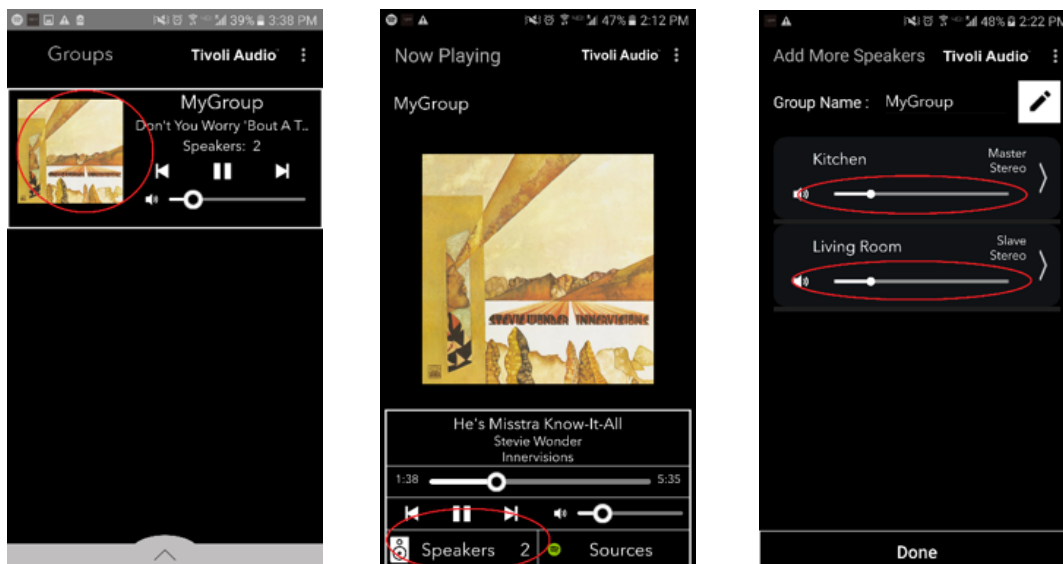 39% 3:38 PM
Groups Tivoli Audio
MyGroup
Don't You Worry 'Bout A T..
Speakers: 2
47% 2:12 PM
Now Playing Tivoli Audio
MyGroup
STEVIE WONDER INNERVISIONS
He's Misstra Know-It-All
Stevie Wonder
Innervisions
1:38 5:35
Speakers 2 Sources
48% 2:22 PM
Add More Speakers Tivoli Audio
Group Name : MyGroup
Kitchen Master
Stereo
Living Room Slave
Stereo
Done